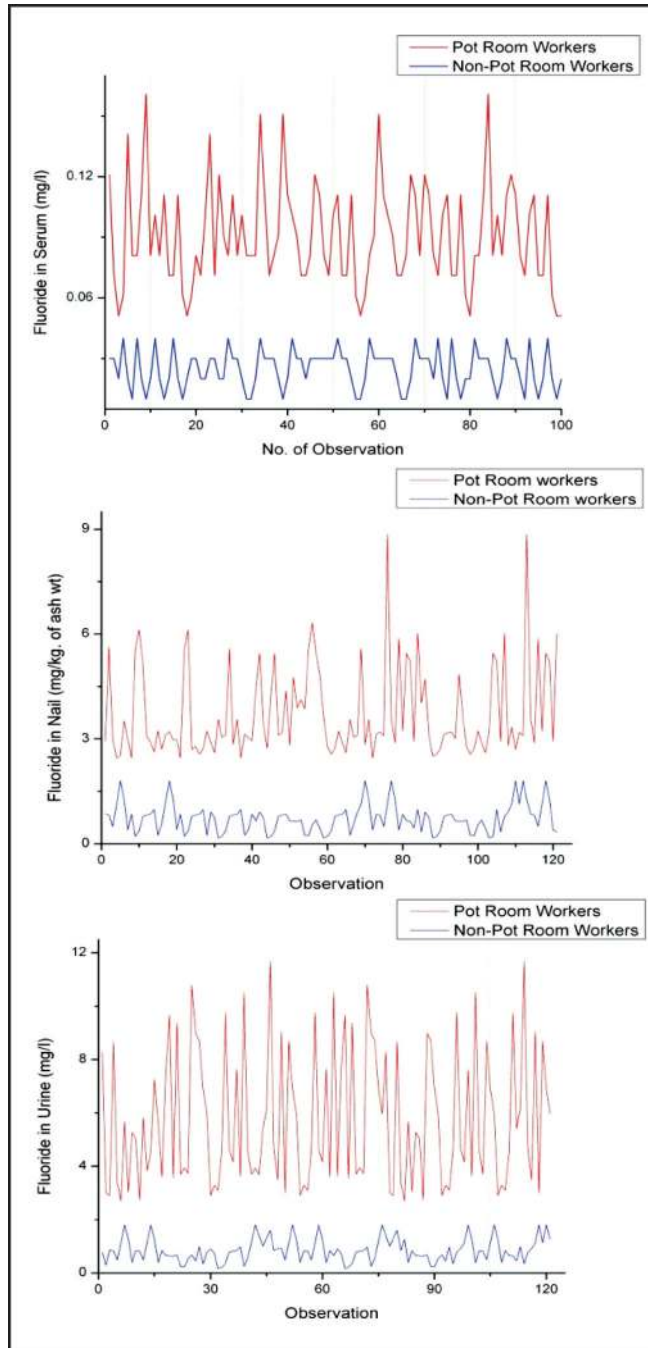 Pot Room Workers
Non-Pot Room Workers
Fluoride in Serum (mg/l)
0.12
0.06
0 20 40 60 80 100
No. of Observation
Pot Room workers
Non-Pot Room workers
Fluoride in Nail (mg/kg. of ash wt)
9
6
3
0
0 20 40 60 80 100 120
Observation
Pot Room Workers
Non-Pot Room Workers
Fluoride in Urine (mg/l)
12
8
4
0
0 30 60 90 120
Observation